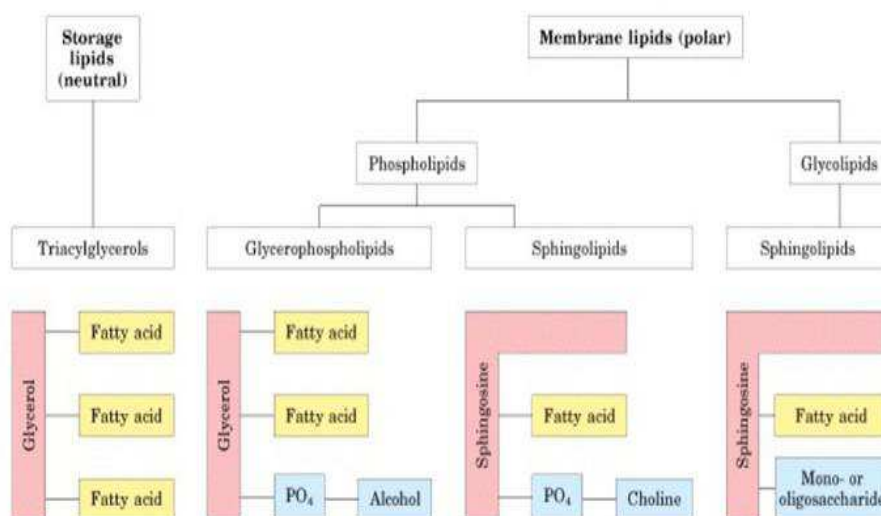 Storage
lipids
(neutral)
Membrane lipids (polar)
Phospholipids
Glycolipids
Triacylglycerols
Glycerophospholipids
Sphingolipids
Sphingolipids
Glycerol
Fatty acid
Fatty acid
Fatty acid
Glycerol
Fatty acid
Fatty acid
PO₄
Alcohol
Sphingosine
Fatty acid
PO₄
Choline
Sphingosine
Fatty acid
Mono- or
oligosaccharide